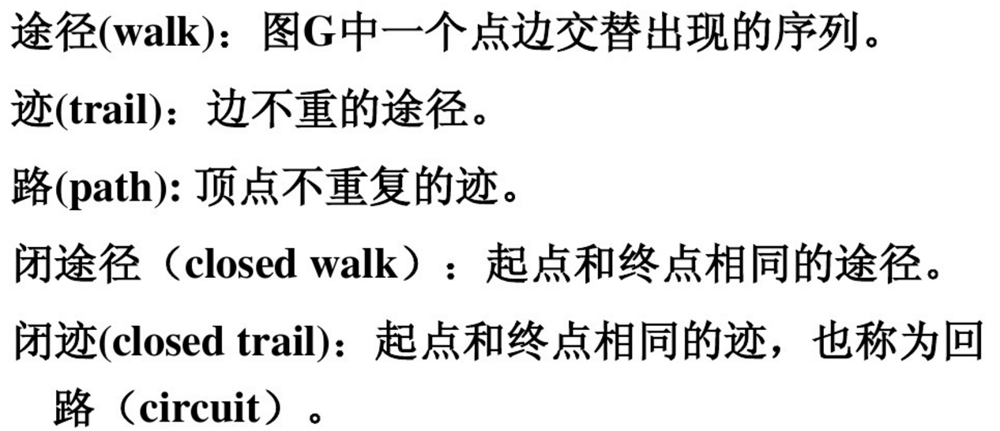 途径(walk)：图G中一个点边交替出现的序列。
迹(trail)：边不重的途径。
路(path): 顶点不重复的迹。
闭途径（closed walk）：起点和终点相同的途径。
闭迹(closed trail)：起点和终点相同的迹，也称为回
路（circuit）。